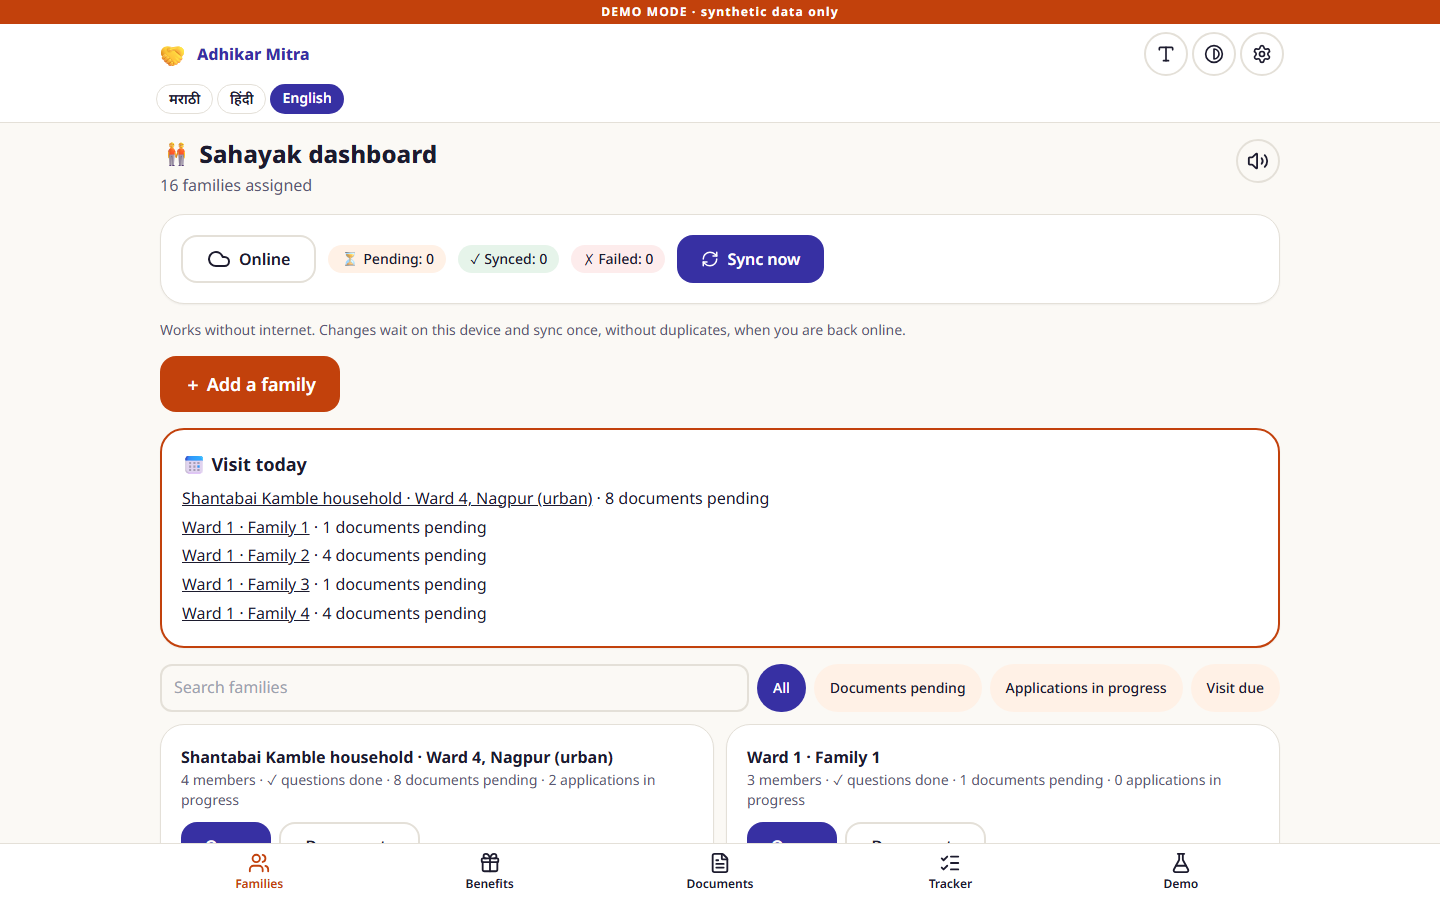 DEMO MODE · synthetic data only
Adhikar Mitra
मराठी
हिंदी
English
Sahayak dashboard
16 families assigned
Online
Pending: 0
✓ Synced: 0
✗ Failed: 0
Sync now
Works without internet. Changes wait on this device and sync once, without duplicates, when you are back online.
+ Add a family
Visit today
Shantabai Kamble household · Ward 4, Nagpur (urban) · 8 documents pending
Ward 1 · Family 1 · 1 documents pending
Ward 1 · Family 2 · 4 documents pending
Ward 1 · Family 3 · 1 documents pending
Ward 1 · Family 4 · 4 documents pending
Search families
All
Documents pending
Applications in progress
Visit due
Shantabai Kamble household · Ward 4, Nagpur (urban)
4 members · ✓ questions done · 8 documents pending · 2 applications in
progress
Ward 1 · Family 1
3 members · ✓ questions done · 1 documents pending · 0 applications in
progress
Families
Benefits
Documents
Tracker
Demo